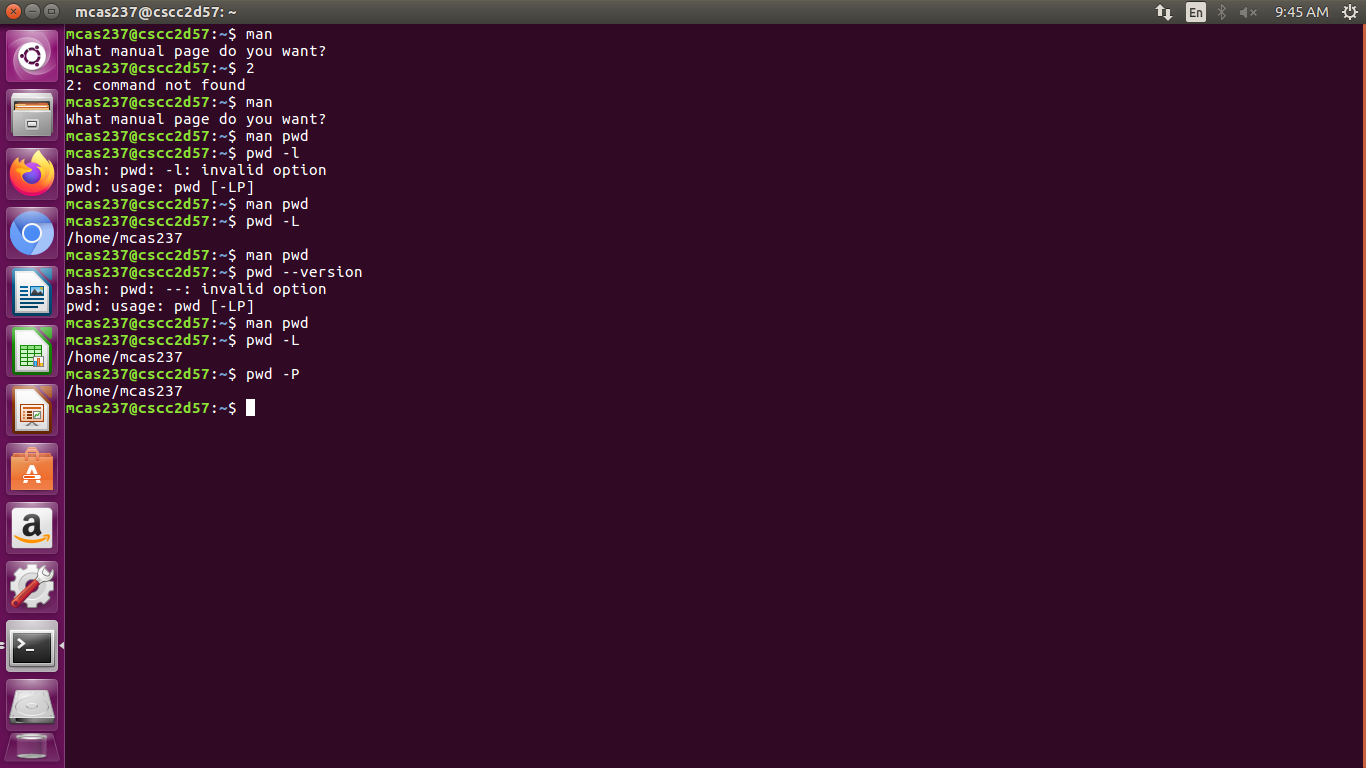 mcas237@cscc2d57: ~
En
9:45 AM
mcas237@cscc2d57:~$ man
What manual page do you want?
mcas237@cscc2d57:~$ 2
2: command not found
mcas237@cscc2d57:~$ man
What manual page do you want?
mcas237@cscc2d57:~$ man pwd
mcas237@cscc2d57:~$ pwd -l
bash: pwd: -l: invalid option
pwd: usage: pwd [-LP]
mcas237@cscc2d57:~$ man pwd
mcas237@cscc2d57:~$ pwd -L
/home/mcas237
mcas237@cscc2d57:~$ man pwd
mcas237@cscc2d57:~$ pwd --version
bash: pwd: --: invalid option
pwd: usage: pwd [-LP]
mcas237@cscc2d57:~$ man pwd
mcas237@cscc2d57:~$ pwd -L
/home/mcas237
mcas237@cscc2d57:~$ pwd -P
/home/mcas237
mcas237@cscc2d57:~$